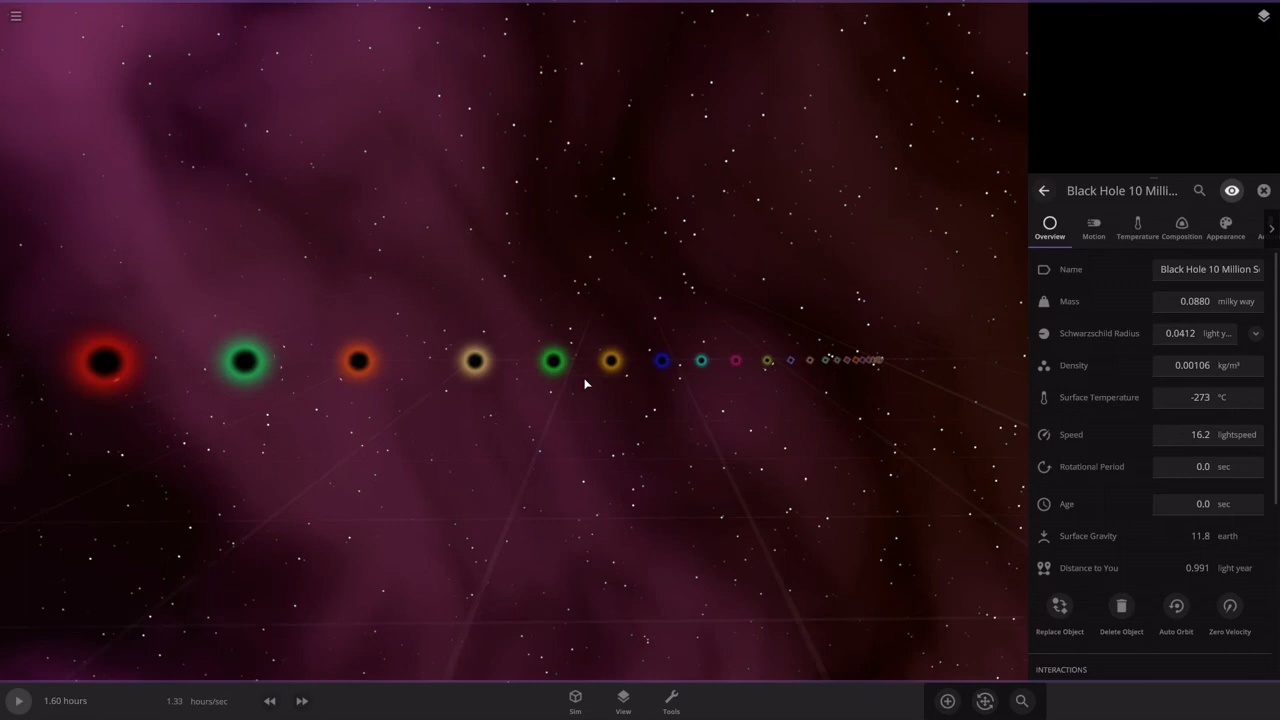 Black Hole 10 Milli...
Overview Motion Temperature Composition Appearance
Name Black Hole 10 Million S
Mass 0.0880 milky way
Schwarzschild Radius 0.0412 light y...
Density 0.00106 kg/m³
Surface Temperature -273 °C
Speed 16.2 lightspeed
Rotational Period 0.0 sec
Age 0.0 sec
Surface Gravity 11.8 earth
Distance to You 0.991 light year
Replace Object Delete Object Auto Orbit Zero Velocity
INTERACTIONS
1.60 hours 1.33 hours/sec
Sim View Tools